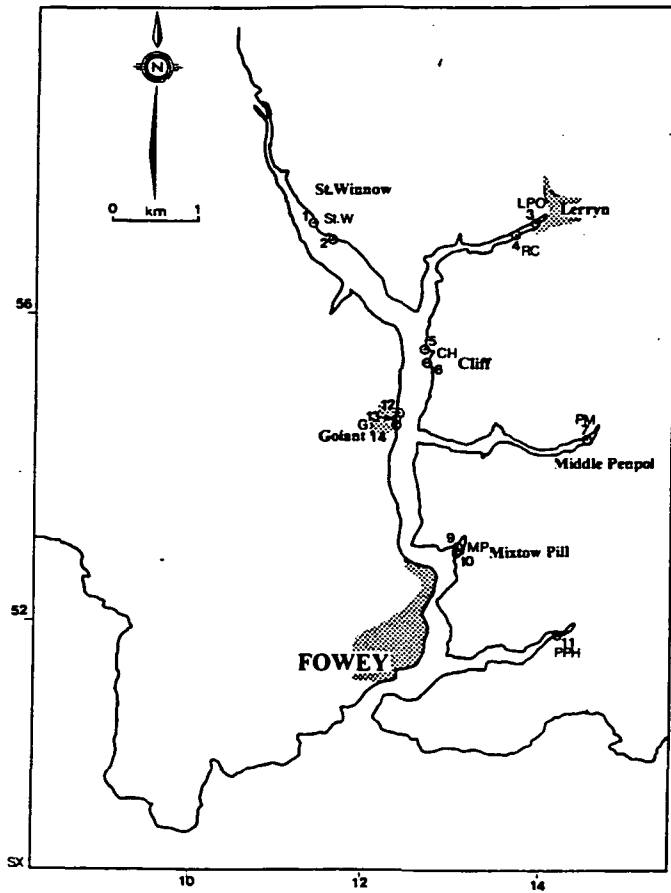 N
0 km 1
St.Winnow
1 St.W
2
LPO
3
Lerryn
4 RC
56
5
CH Cliff
6
12
13
G
Golant 14
PM
7
Middle Penpol
9
MP Mixtow Pill
10
52
11
PPH
FOWEY
SX
10 12 14